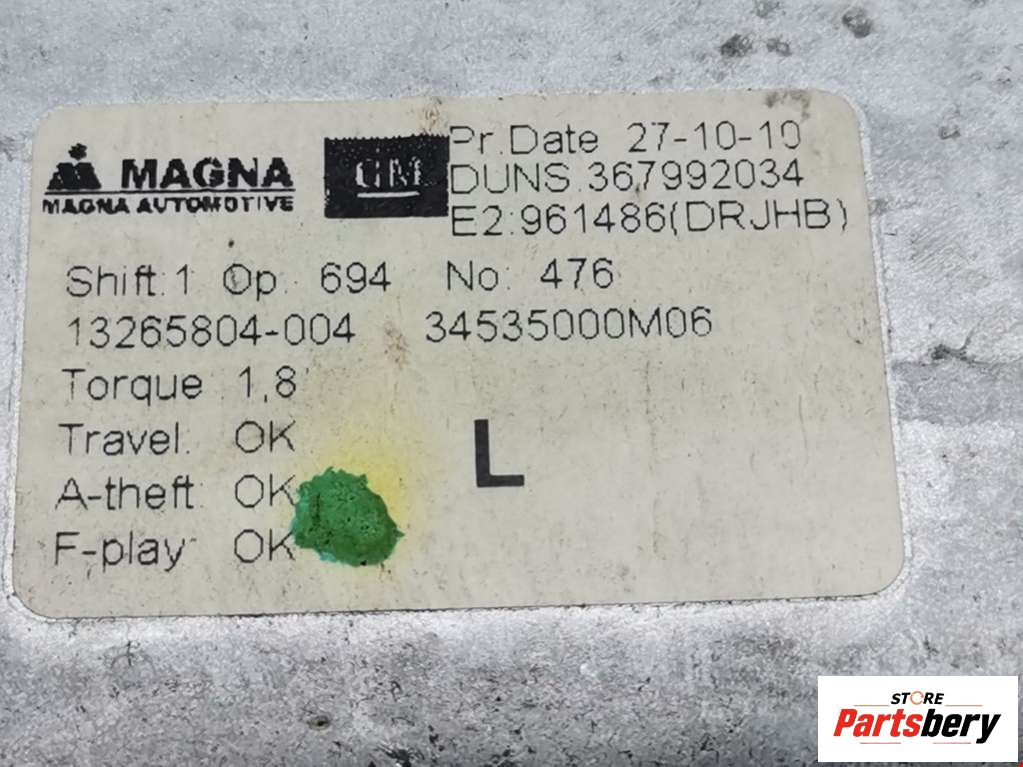 MAGNA
MAGNA AUTOMOTIVE
GM
Pr.Date 27-10-10
DUNS.367992034
E2:961486(DRJHB)
Shift:1 Op: 694 No: 476
13265804-004 34535000M06
Torque 1,8
Travel: OK
A-theft: OK
F-play: OK
L
STORE
Partsbery